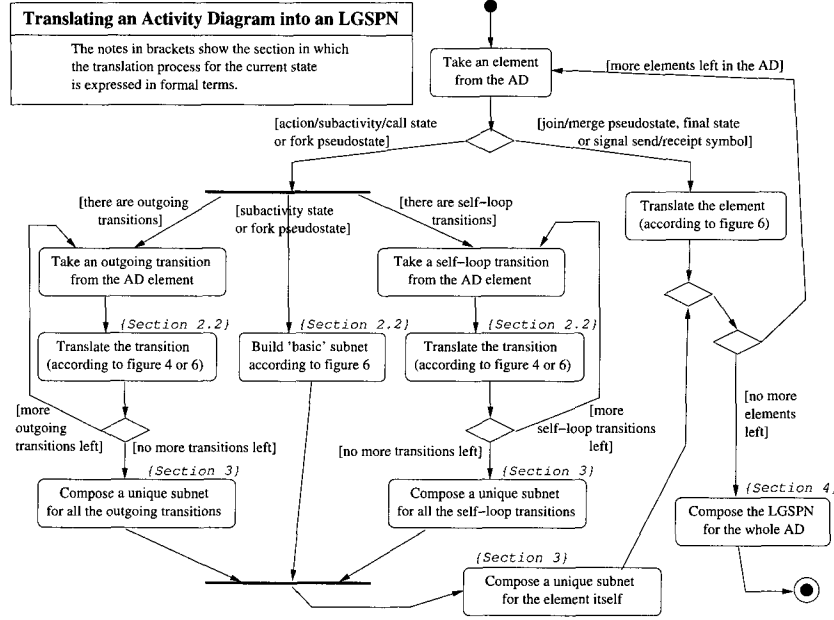 Translating an Activity Diagram into an LGSPN
The notes in brackets show the section in which
the translation process for the current state
is expressed in formal terms.
Take an element
from the AD
[more elements left in the AD]
[action/subactivity/call state
or fork pseudostate]
[join/merge pseudostate, final state
or signal send/receipt symbol]
[there are outgoing
transitions]
[subactivity state
or fork pseudostate]
[there are self-loop
transitions]
Translate the element
(according to figure 6)
Take an outgoing transition
from the AD element
Take a self-loop transition
from the AD element
{Section 2.2}
Translate the transition
(according to figure 4 or 6)
{Section 2.2}
Build 'basic' subnet
according to figure 6
{Section 2.2}
Translate the transition
(according to figure 4 or 6)
[more
outgoing
transitions left]
[no more transitions left]
[no more transitions left]
[more
self-loop transitions
left]
[no more
elements
left]
{Section 3}
Compose a unique subnet
for all the outgoing transitions
{Section 3}
Compose a unique subnet
for all the self-loop transitions
{Section 4}
Compose the LGSPN
for the whole AD
{Section 3}
Compose a unique subnet
for the element itself